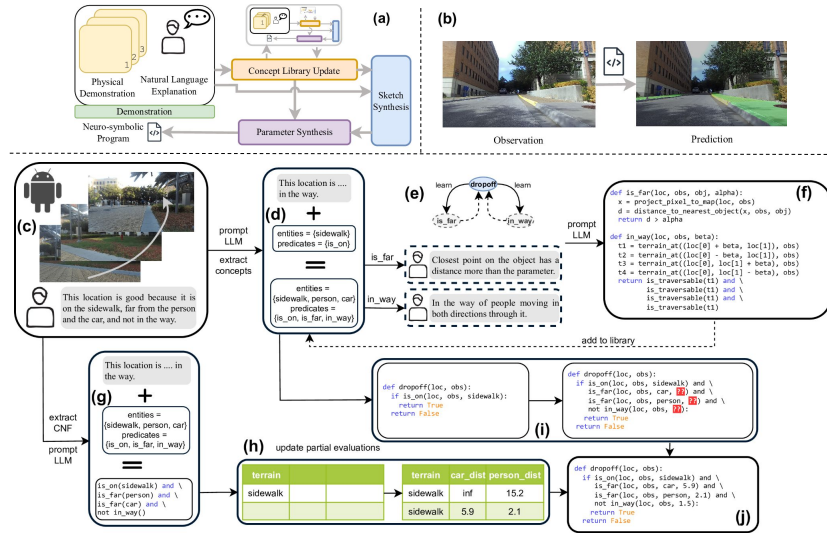 (a)
1
2
3
Physical
Demonstration
Natural Language
Explanation
Demonstration
Neuro-symbolic
Program
Concept Library Update
Parameter Synthesis
Sketch
Synthesis
(b)
Observation
Prediction
(c)
This location is good because it is
on the sidewalk, far from the person
and the car, and not in the way.
prompt
LLM
extract
concepts
(d)
This location is ....
in the way.
+
entities = {sidewalk}
predicates = {is_on}
=
entities =
{sidewalk, person, car}
predicates =
{is_on, is_far, in_way}
(e)
dropoff
learn
learn
is_far
in_way
is_far
Closest point on the object has a
distance more than the parameter.
in_way
In the way of people moving in
both directions through it.
prompt
LLM
(f)
def is_far(loc, obs, obj, alpha):
x = project_pixel_to_map(loc, obs)
d = distance_to_nearest_object(x, obs, obj)
return d > alpha
def in_way(loc, obs, beta):
t1 = terrain_at((loc[0] + beta, loc[1]), obs)
t2 = terrain_at((loc[0] - beta, loc[1]), obs)
t3 = terrain_at((loc[0], loc[1] + beta), obs)
t4 = terrain_at((loc[0], loc[1] - beta), obs)
return is_traversable(t1) and \
is_traversable(t1) and \
is_traversable(t1) and \
is_traversable(t1)
add to library
extract
CNF
prompt
LLM
(g)
This location is .... in
the way.
+
entities =
{sidewalk, person, car}
predicates =
{is_on, is_far, in_way}
=
is_on(sidewalk) and \
is_far(person) and \
is_far(car) and \
not in_way()
(h)
update partial evaluations
terrain
sidewalk
terrain car_dist person_dist
sidewalk inf 15.2
sidewalk 5.9 2.1
(i)
def dropoff(loc, obs):
if is_on(loc, obs, sidewalk):
return True
return False
def dropoff(loc, obs):
if is_on(loc, obs, sidewalk) and \
is_far(loc, obs, car, ??) and \
is_far(loc, obs, person, ??) and \
not in_way(loc, obs, ??):
return True
return False
(j)
def dropoff(loc, obs):
if is_on(loc, obs, sidewalk) and \
is_far(loc, obs, car, 5.9) and \
is_far(loc, obs, person, 2.1) and \
not in_way(loc, obs, 1.5):
return True
return False